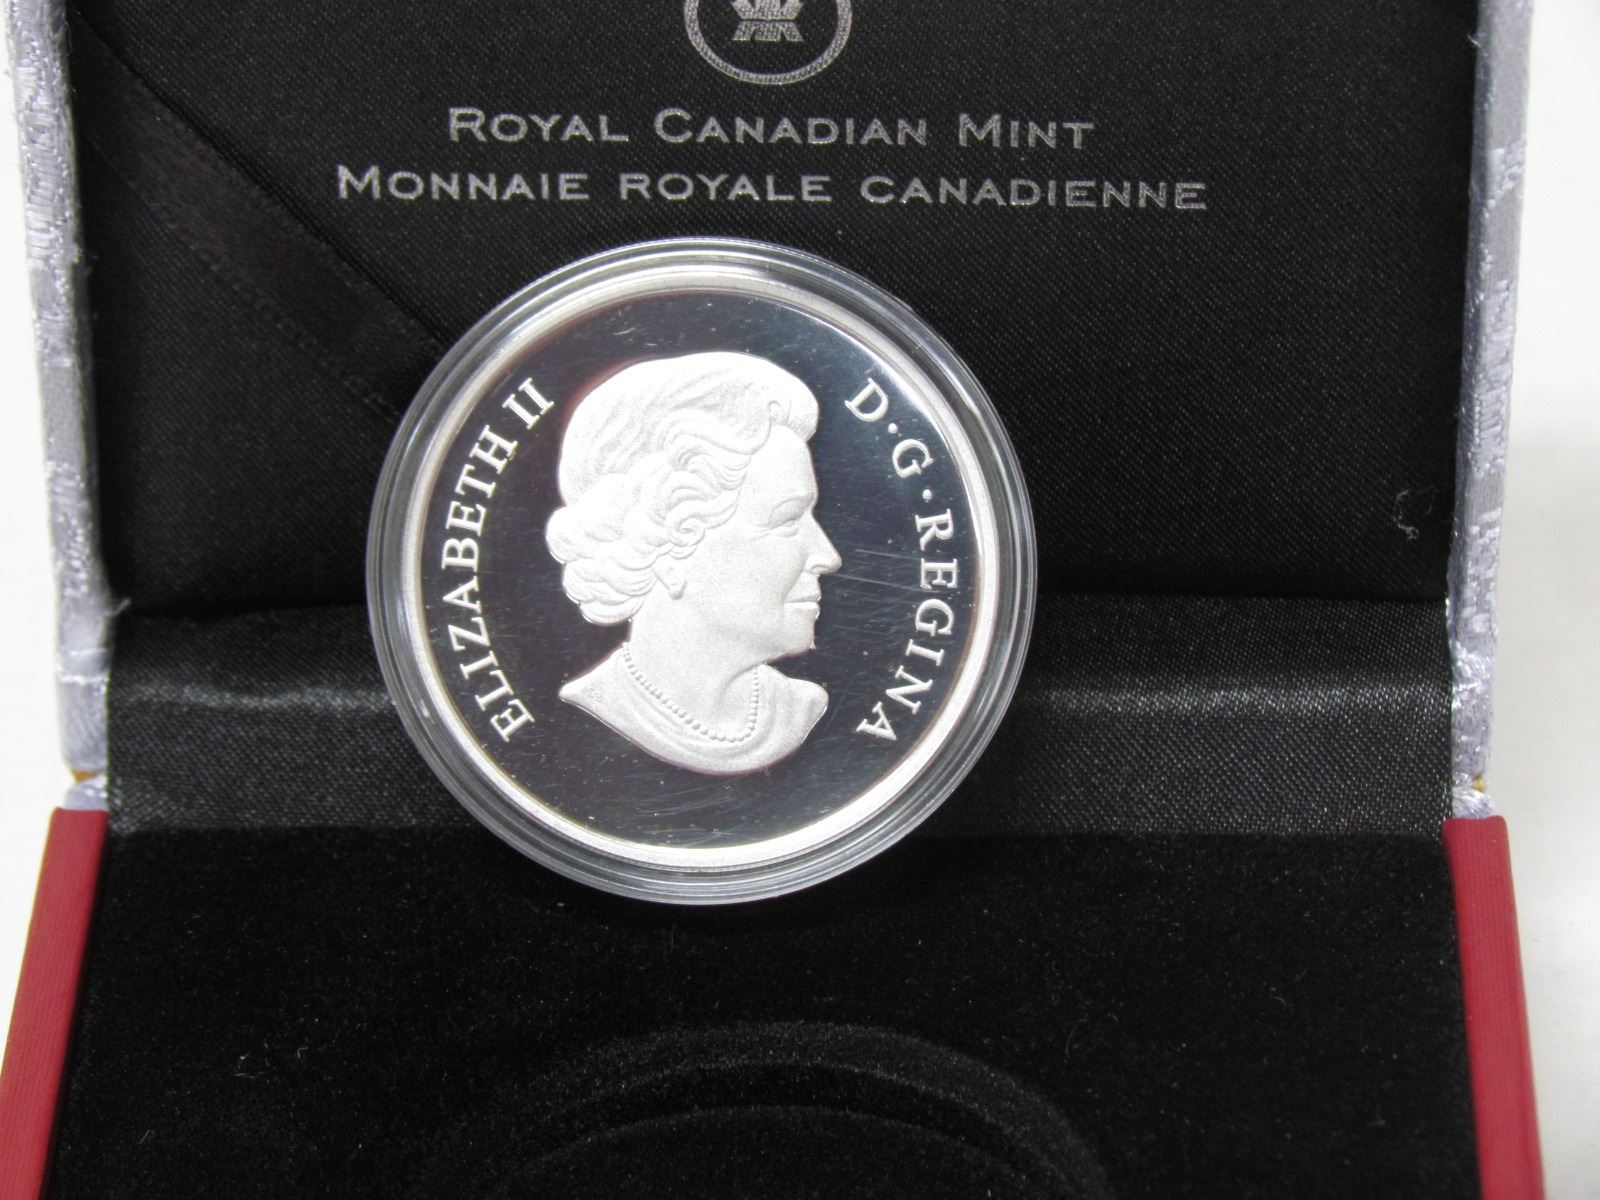 ROYAL CANADIAN MINT
MONNAIE ROYALE CANADIENNE
ELIZABETH II
D·G·REGINA